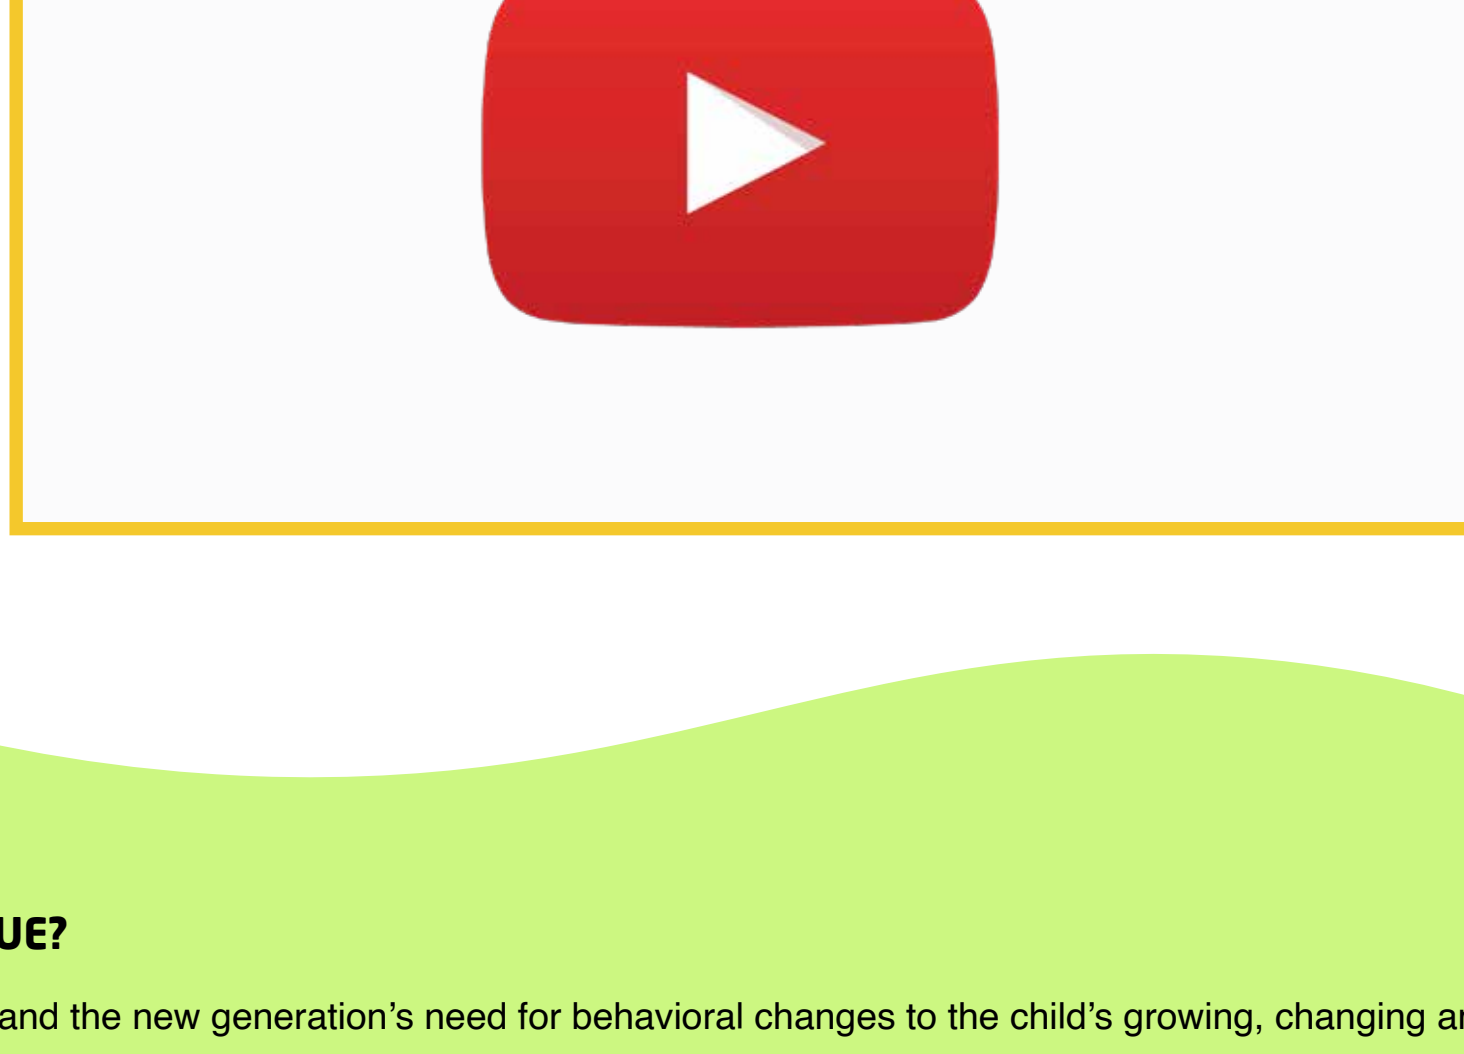 UE?
and the new generation’s need for behavioral changes to the child’s growing, changing